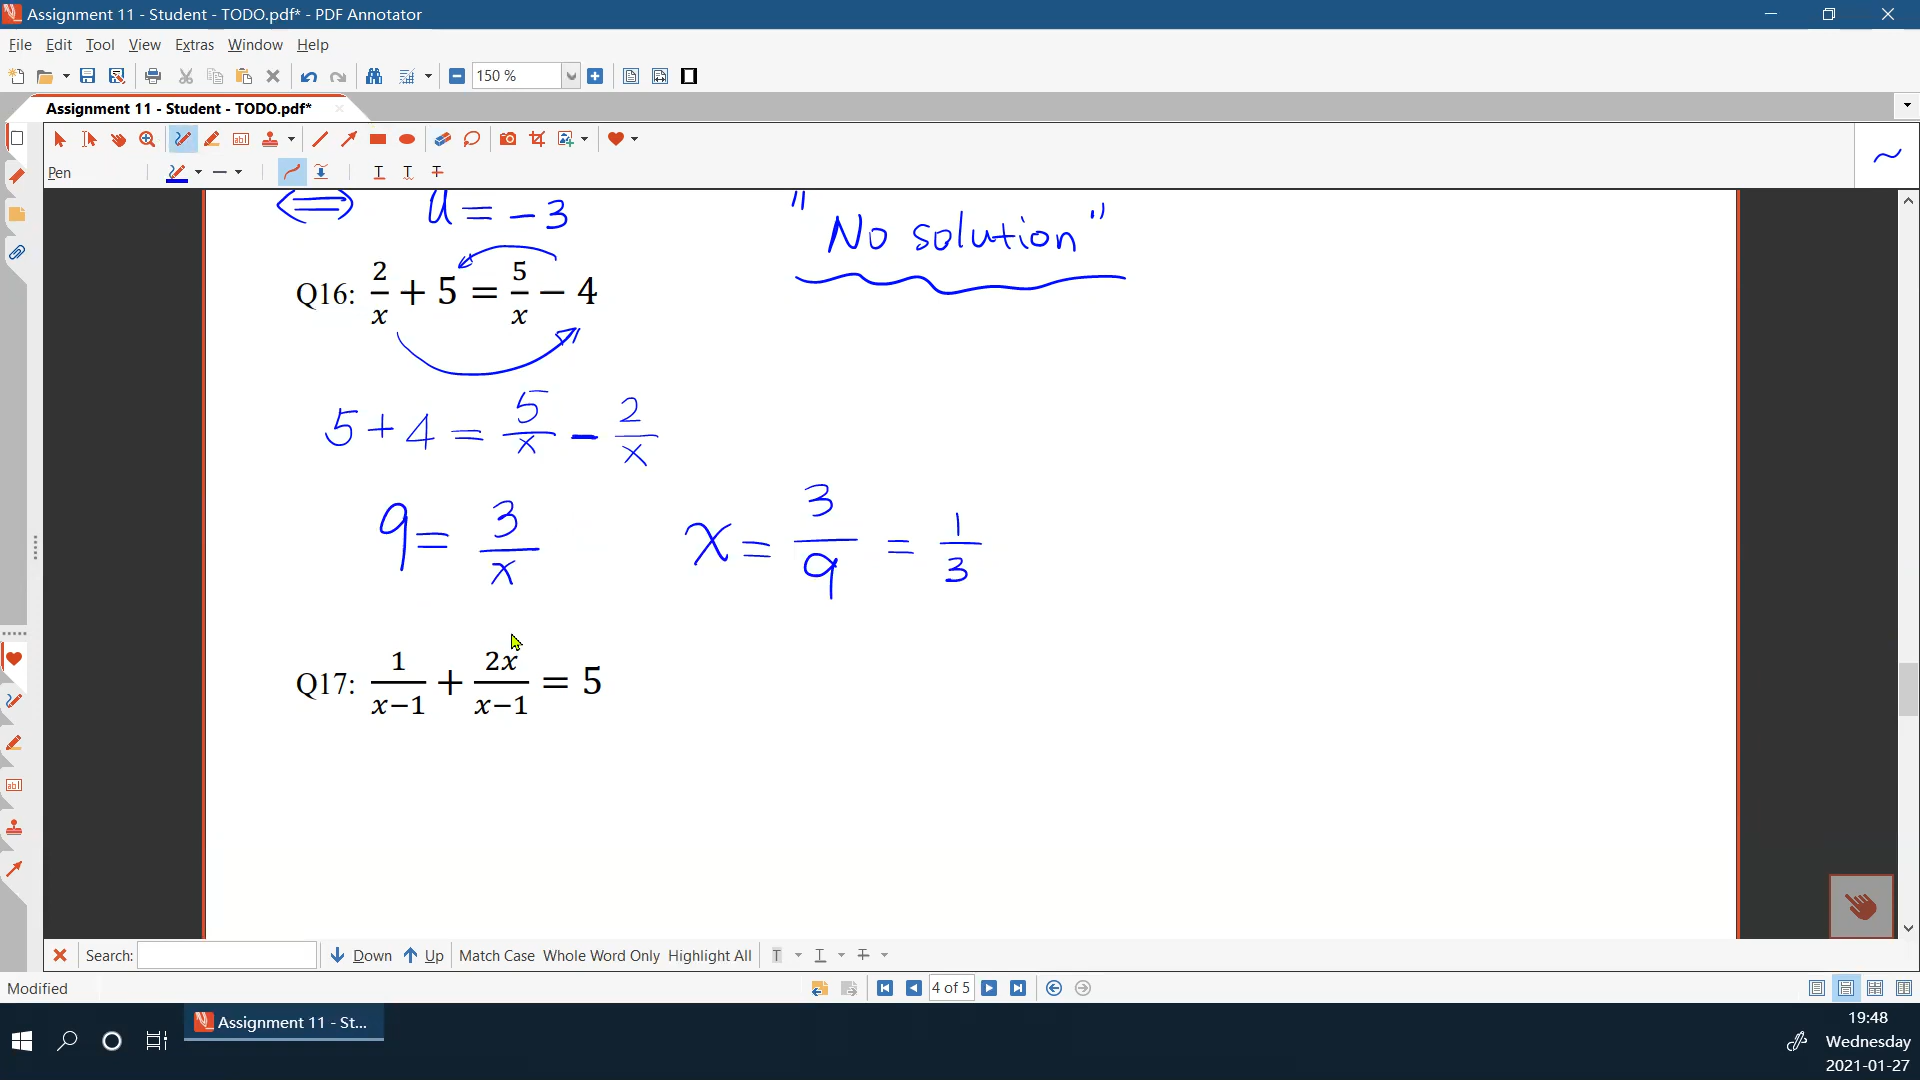 Assignment 11 - Student - TODO.pdf* - PDF Annotator
File Edit Tool View Extras Window Help
150 %
Assignment 11 - Student - TODO.pdf*
Pen
⟺ a = -3
"No solution"
Q16: 2/x + 5 = 5/x − 4
5 + 4 = 5/x - 2/x
9 = 3/x x = 3/9 = 1/3
Q17: 1/(x−1) + 2x/(x−1) = 5
Search: Down Up Match Case Whole Word Only Highlight All
Modified 4 of 5
Assignment 11 - St...
19:48
Wednesday
2021-01-27